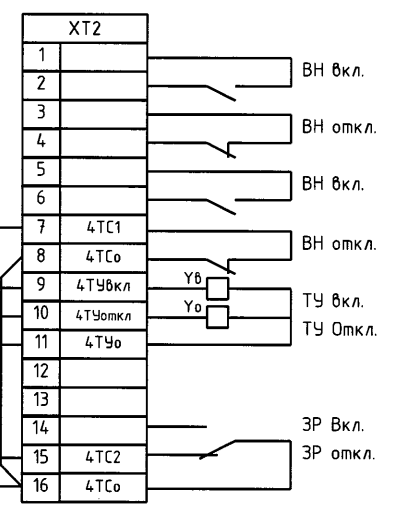 XT2
1
2
ВН вкл.
3
4
ВН откл.
5
6
ВН вкл.
7 4ТС1
8 4ТСо
ВН откл.
9 4ТУвкл Yв
10 4ТУоткл Yо
ТУ вкл.
11 4ТУо
ТУ Откл.
12
13
14
ЗР Вкл.
15 4ТС2
ЗР откл.
16 4ТСо